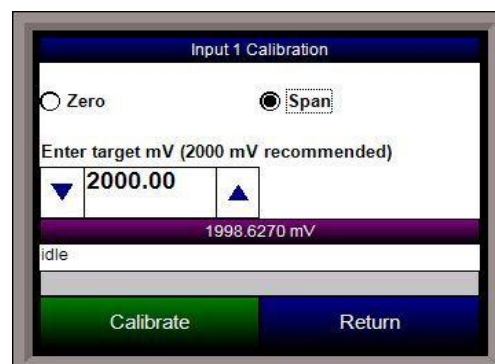 Input 1 Calibration
Zero
Span
Enter target mV (2000 mV recommended)
2000.00
1998.6270 mV
idle
Calibrate
Return